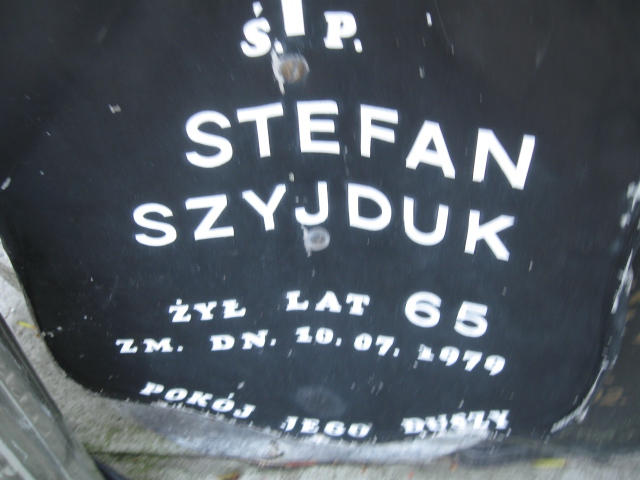 Ś. P.
STEFAN
SZYJDUK
ŻYŁ LAT 65
ZM. DN. 10.07.1979
POKÓJ JEGO DUSZY